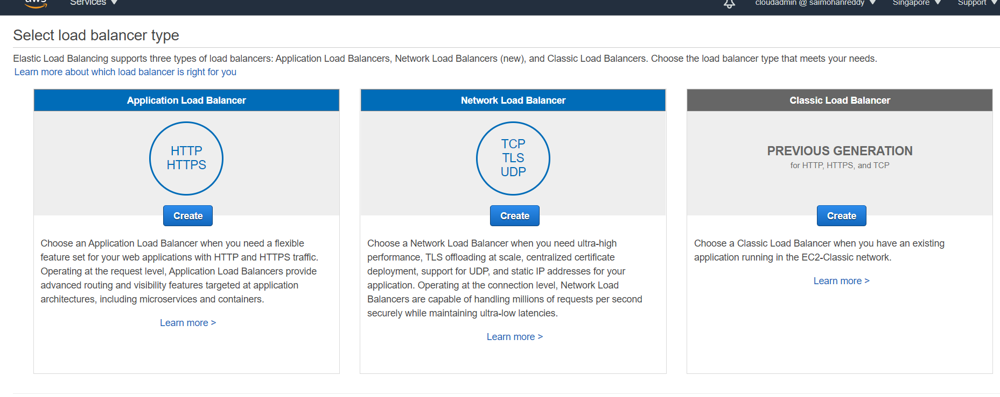 aws Services cloudadmin @ saimohanreddy Singapore Support
Select load balancer type
Elastic Load Balancing supports three types of load balancers: Application Load Balancers, Network Load Balancers (new), and Classic Load Balancers. Choose the load balancer type that meets your needs.
Learn more about which load balancer is right for you
Application Load Balancer
HTTP
HTTPS
Create
Choose an Application Load Balancer when you need a flexible
feature set for your web applications with HTTP and HTTPS traffic.
Operating at the request level, Application Load Balancers provide
advanced routing and visibility features targeted at application
architectures, including microservices and containers.
Learn more >
Network Load Balancer
TCP
TLS
UDP
Create
Choose a Network Load Balancer when you need ultra-high
performance, TLS offloading at scale, centralized certificate
deployment, support for UDP, and static IP addresses for your
application. Operating at the connection level, Network Load
Balancers are capable of handling millions of requests per second
securely while maintaining ultra-low latencies.
Learn more >
Classic Load Balancer
PREVIOUS GENERATION
for HTTP, HTTPS, and TCP
Create
Choose a Classic Load Balancer when you have an existing
application running in the EC2-Classic network.
Learn more >